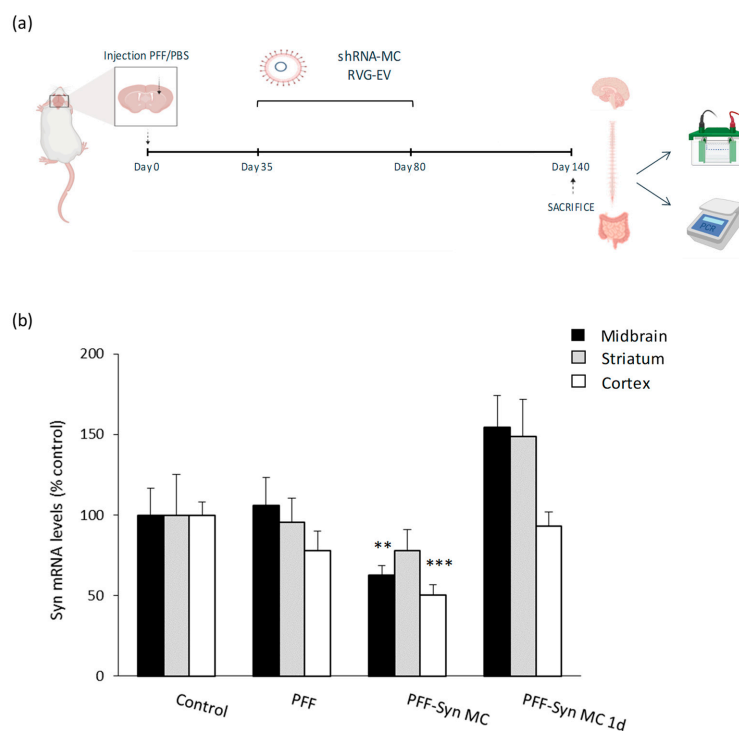 (a)
Injection PFF/PBS
shRNA-MC
RVG-EV
Day 0
Day 35
Day 80
Day 140
SACRIFICE
PCR
(b)
Midbrain
Striatum
Cortex
Syn mRNA levels (% control)
200
150
100
50
0
**
***
Control
PFF
PFF-Syn MC
PFF-Syn MC 1d